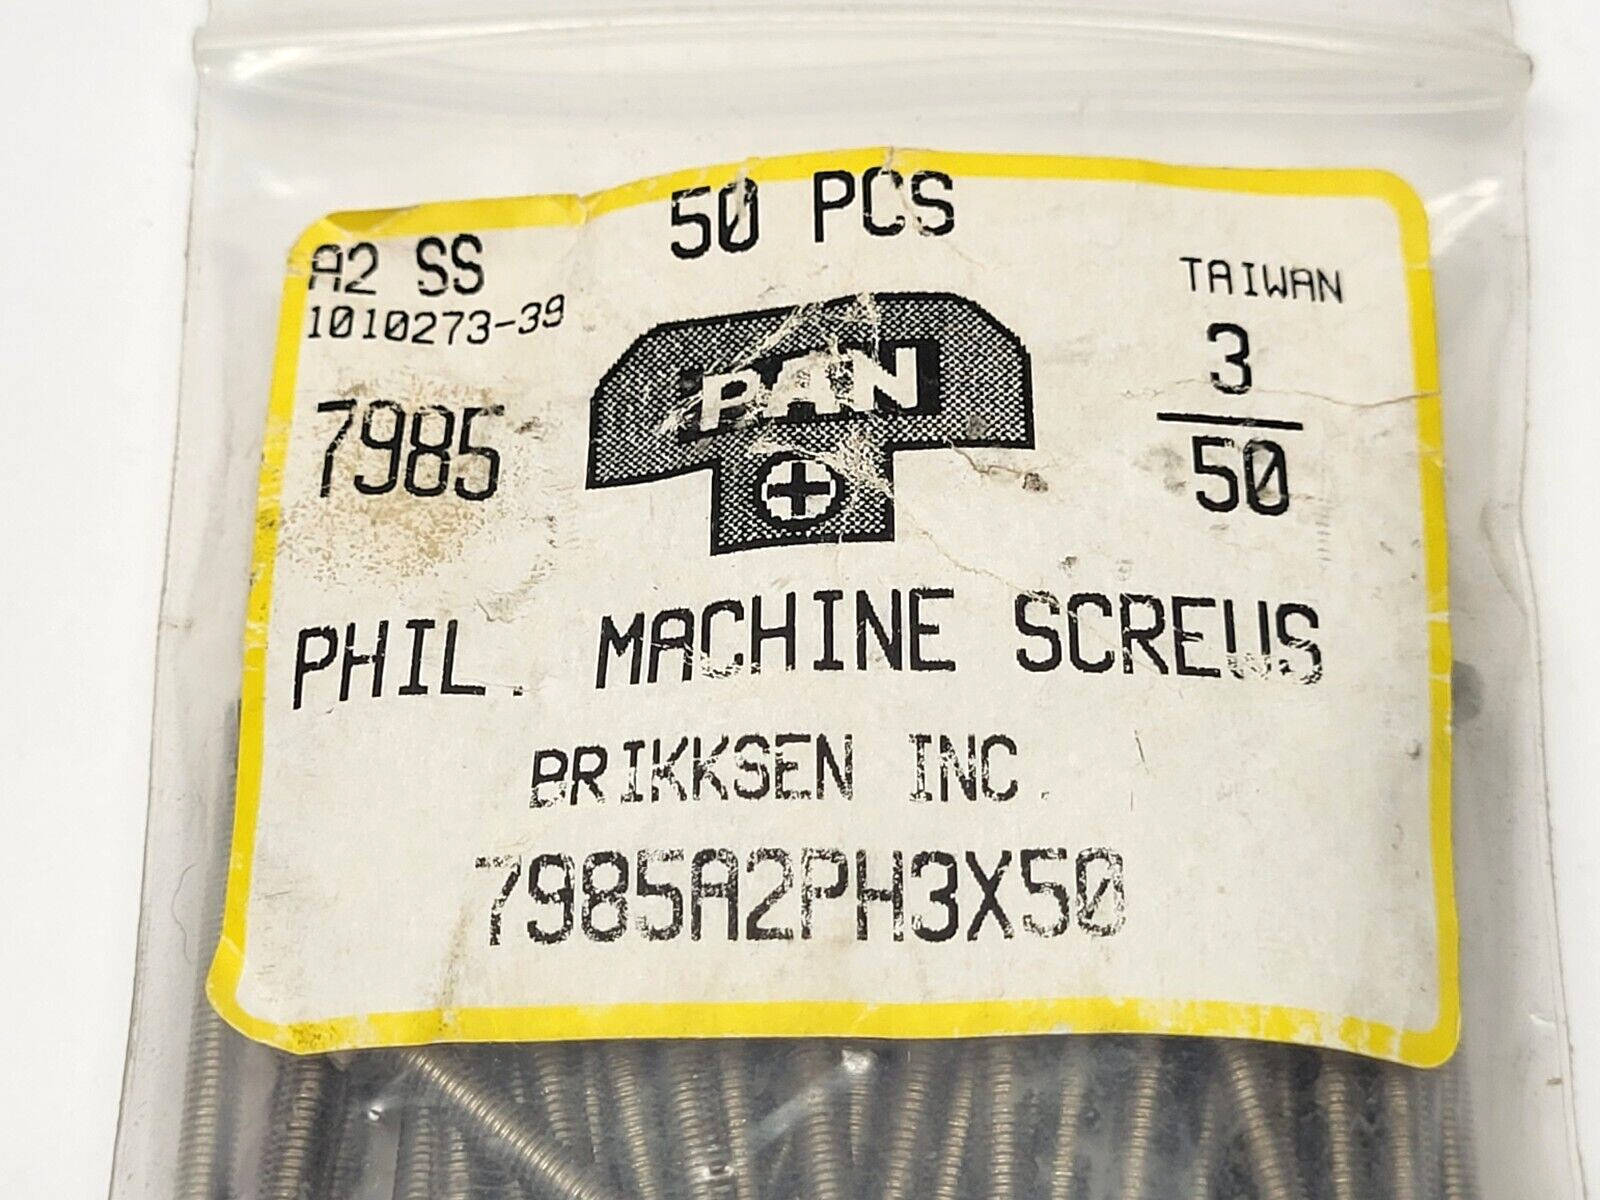 50 PCS
A2 SS
TAIWAN
1010273-39
PAN
3
50
7985
PHIL. MACHINE SCREWS
BRIKKSEN INC.
7985A2PH3X50